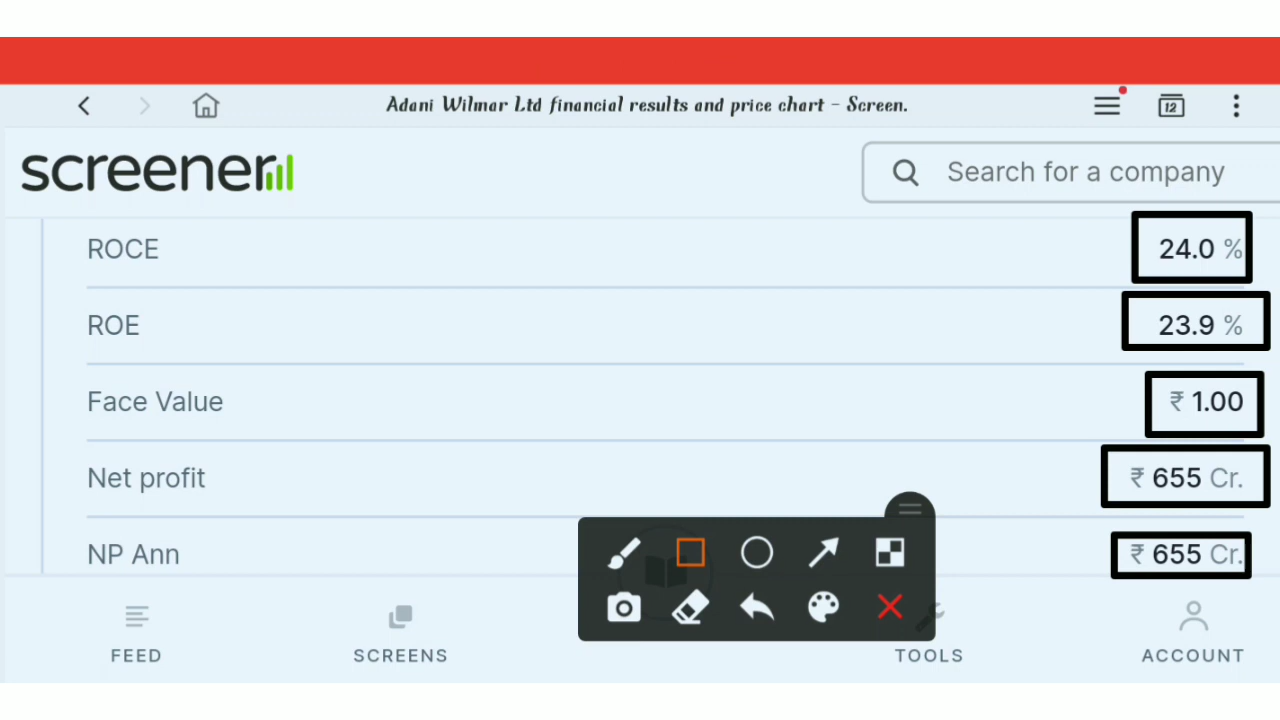 Adani Wilmar Ltd financial results and price chart - Screen.
12
screener
Search for a company
ROCE 24.0 %
ROE 23.9 %
Face Value ₹ 1.00
Net profit ₹ 655 Cr.
NP Ann ₹ 655 Cr.
FEED SCREENS TOOLS ACCOUNT